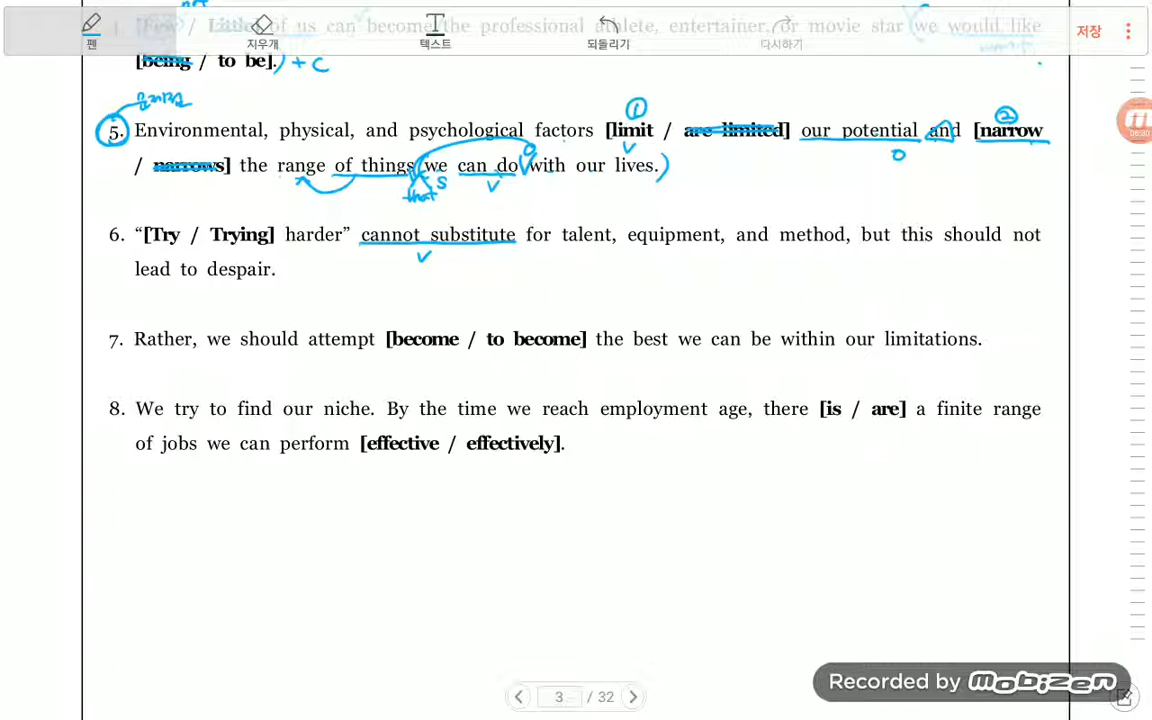 [Few / Little] of us can become the professional athlete, entertainer, or movie star (we would like
펜 지우개 텍스트 되돌리기 다시하기 저장
[being / to be].) + C
문제점
① ②
5. Environmental, physical, and psychological factors [limit / are limited] our potential and [narrow
V O
/ narrows] the range of things (we can do (with our lives.)
that S V
6. “[Try / Trying] harder” cannot substitute for talent, equipment, and method, but this should not
V
lead to despair.
7. Rather, we should attempt [become / to become] the best we can be within our limitations.
8. We try to find our niche. By the time we reach employment age, there [is / are] a finite range
of jobs we can perform [effective / effectively].
3 / 32
Recorded by mobizen